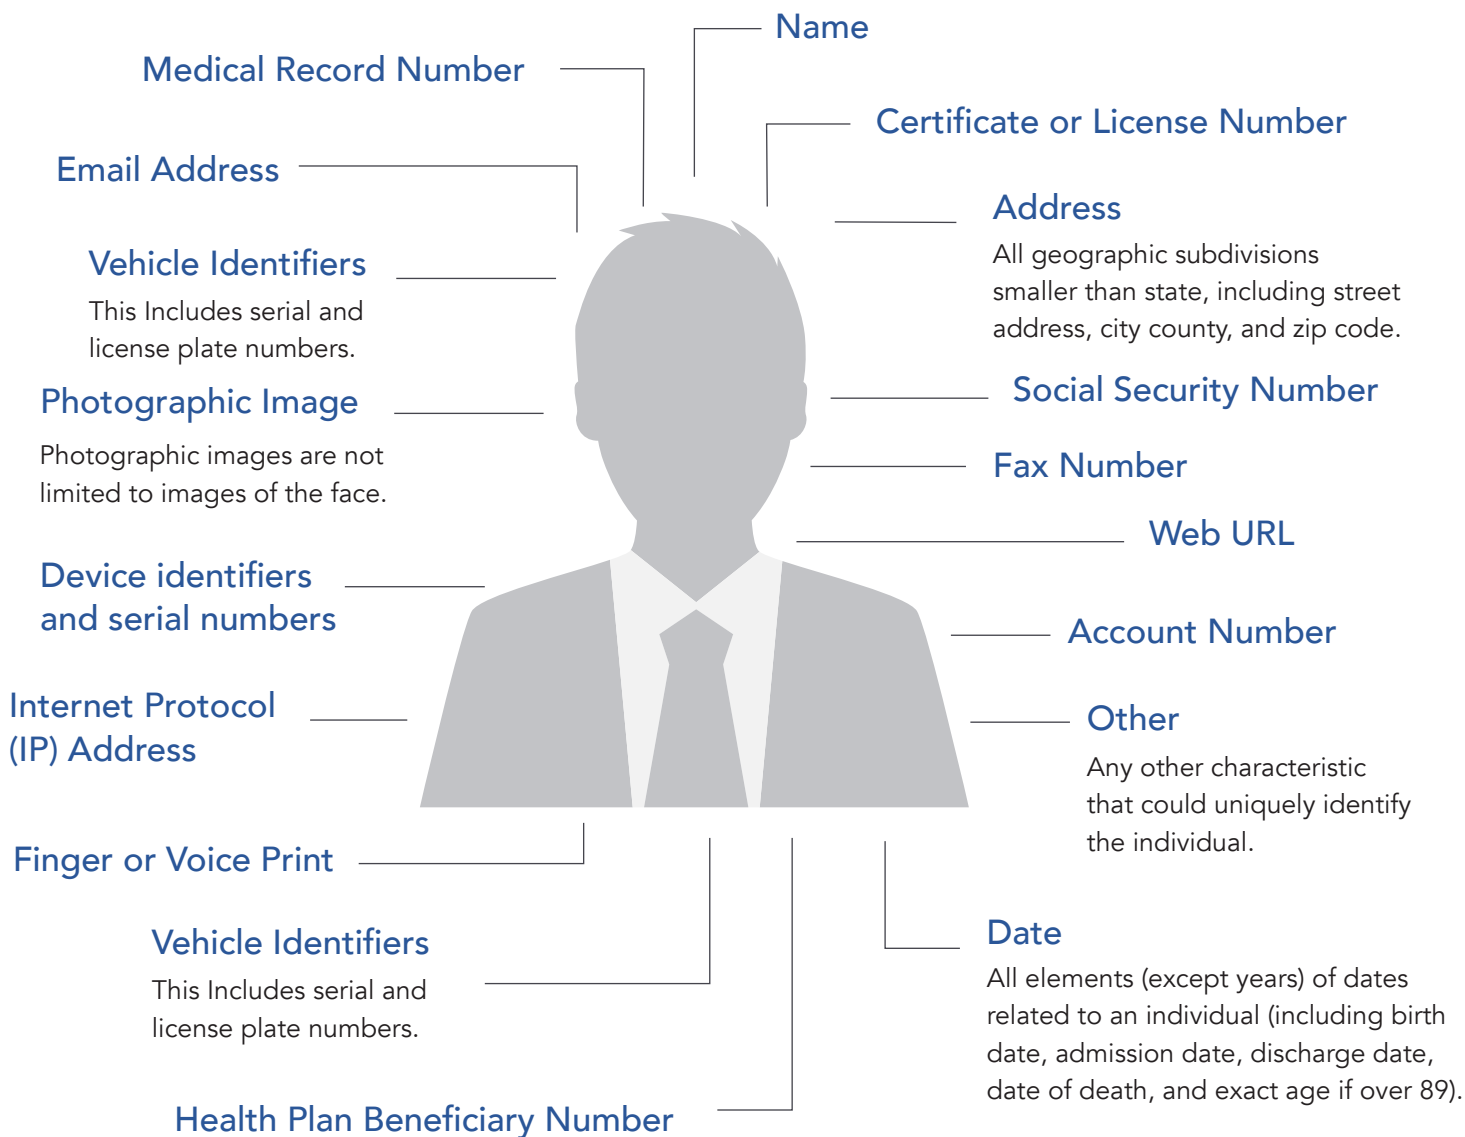 Name
Medical Record Number
Certificate or License Number
Email Address
Address
All geographic subdivisions
smaller than state, including street
address, city county, and zip code.
Vehicle Identifiers
This Includes serial and
license plate numbers.
Photographic Image
Photographic images are not
limited to images of the face.
Social Security Number
Fax Number
Web URL
Device identifiers
and serial numbers
Account Number
Internet Protocol
(IP) Address
Other
Any other characteristic
that could uniquely identify
the individual.
Finger or Voice Print
Vehicle Identifiers
This Includes serial and
license plate numbers.
Date
All elements (except years) of dates
related to an individual (including birth
date, admission date, discharge date,
date of death, and exact age if over 89).
Health Plan Beneficiary Number